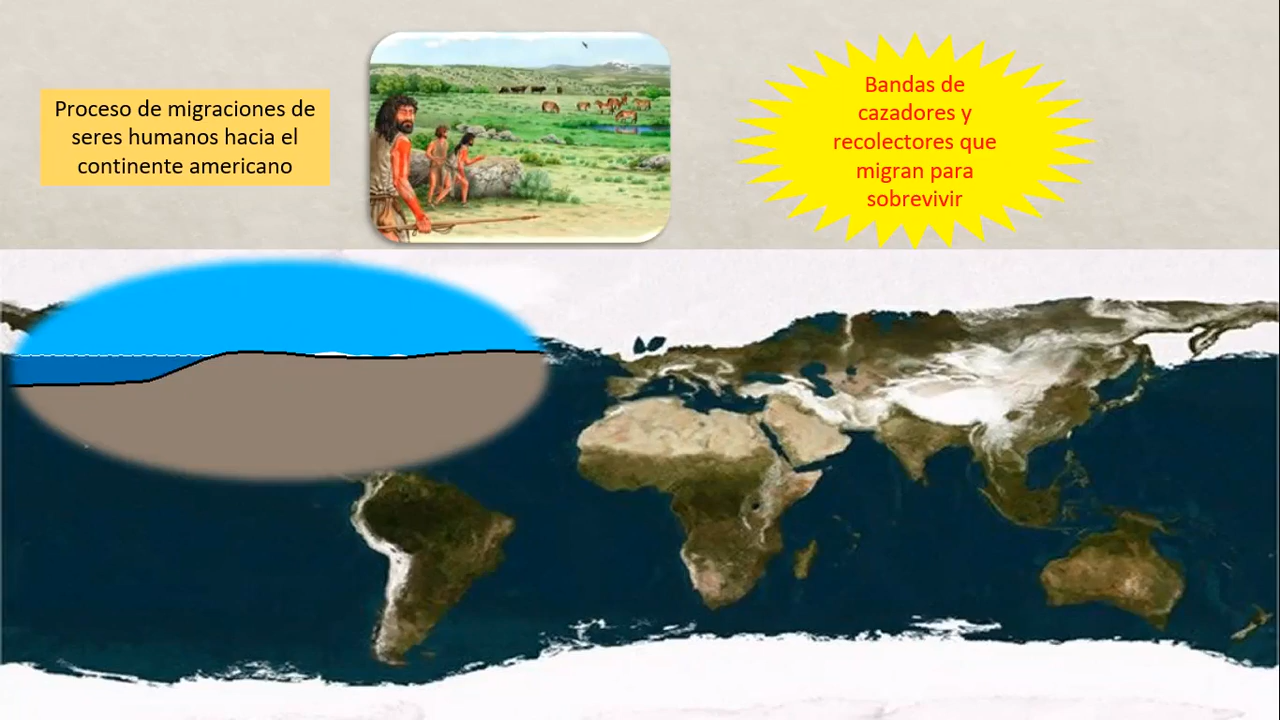 Proceso de migraciones de
seres humanos hacia el
continente americano
Bandas de
cazadores y
recolectores que
migran para
sobrevivir